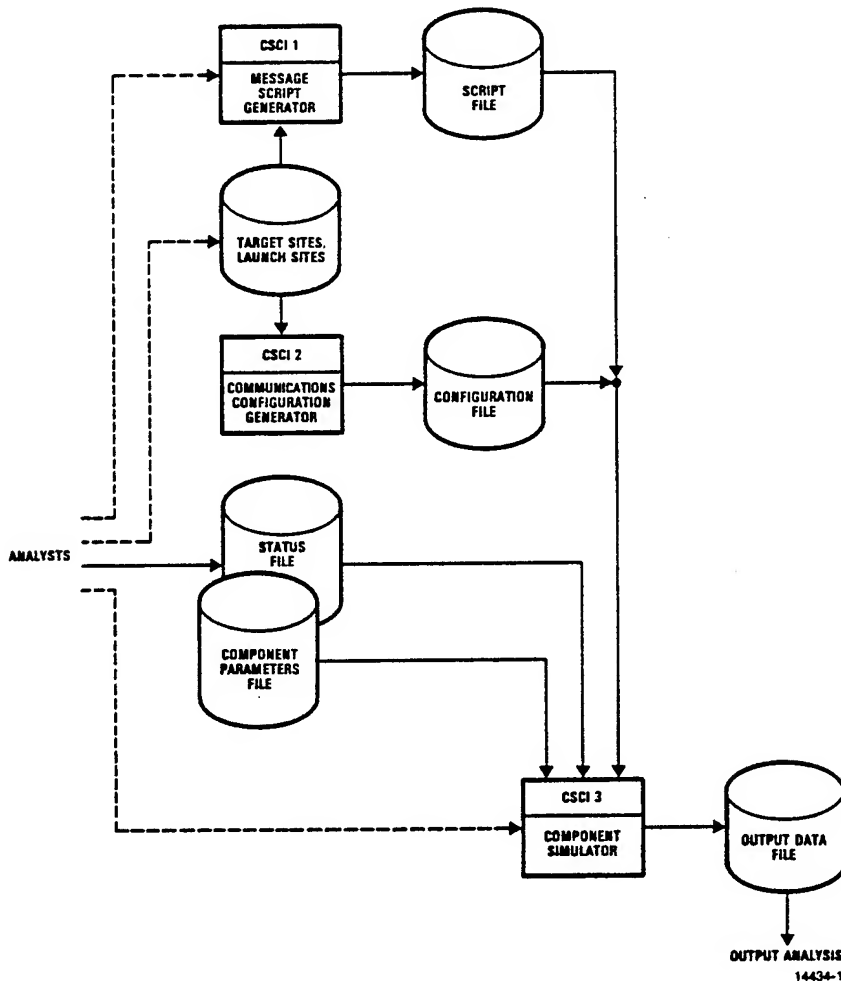 CSCI 1
MESSAGE
SCRIPT
GENERATOR
SCRIPT
FILE
TARGET SITES,
LAUNCH SITES
CSCI 2
COMMUNICATIONS
CONFIGURATION
GENERATOR
CONFIGURATION
FILE
ANALYSTS
STATUS
FILE
COMPONENT
PARAMETERS
FILE
CSCI 3
COMPONENT
SIMULATOR
OUTPUT DATA
FILE
OUTPUT ANALYSIS
14434-1